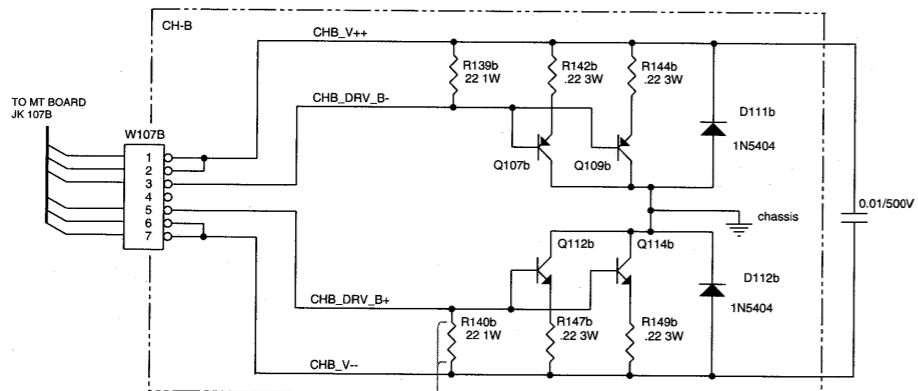 CH-B
CHB_V++
R139b
22 1W
R142b
.22 3W
R144b
.22 3W
TO MT BOARD
JK 107B
CHB_DRV_B-
D111b
W107B
1N5404
1
2
3
4
5
6
7
Q107b
Q109b
0.01/500V
chassis
Q112b
Q114b
D112b
CHB_DRV_B+
1N5404
R140b
22 1W
R147b
.22 3W
R149b
.22 3W
CHB_V--